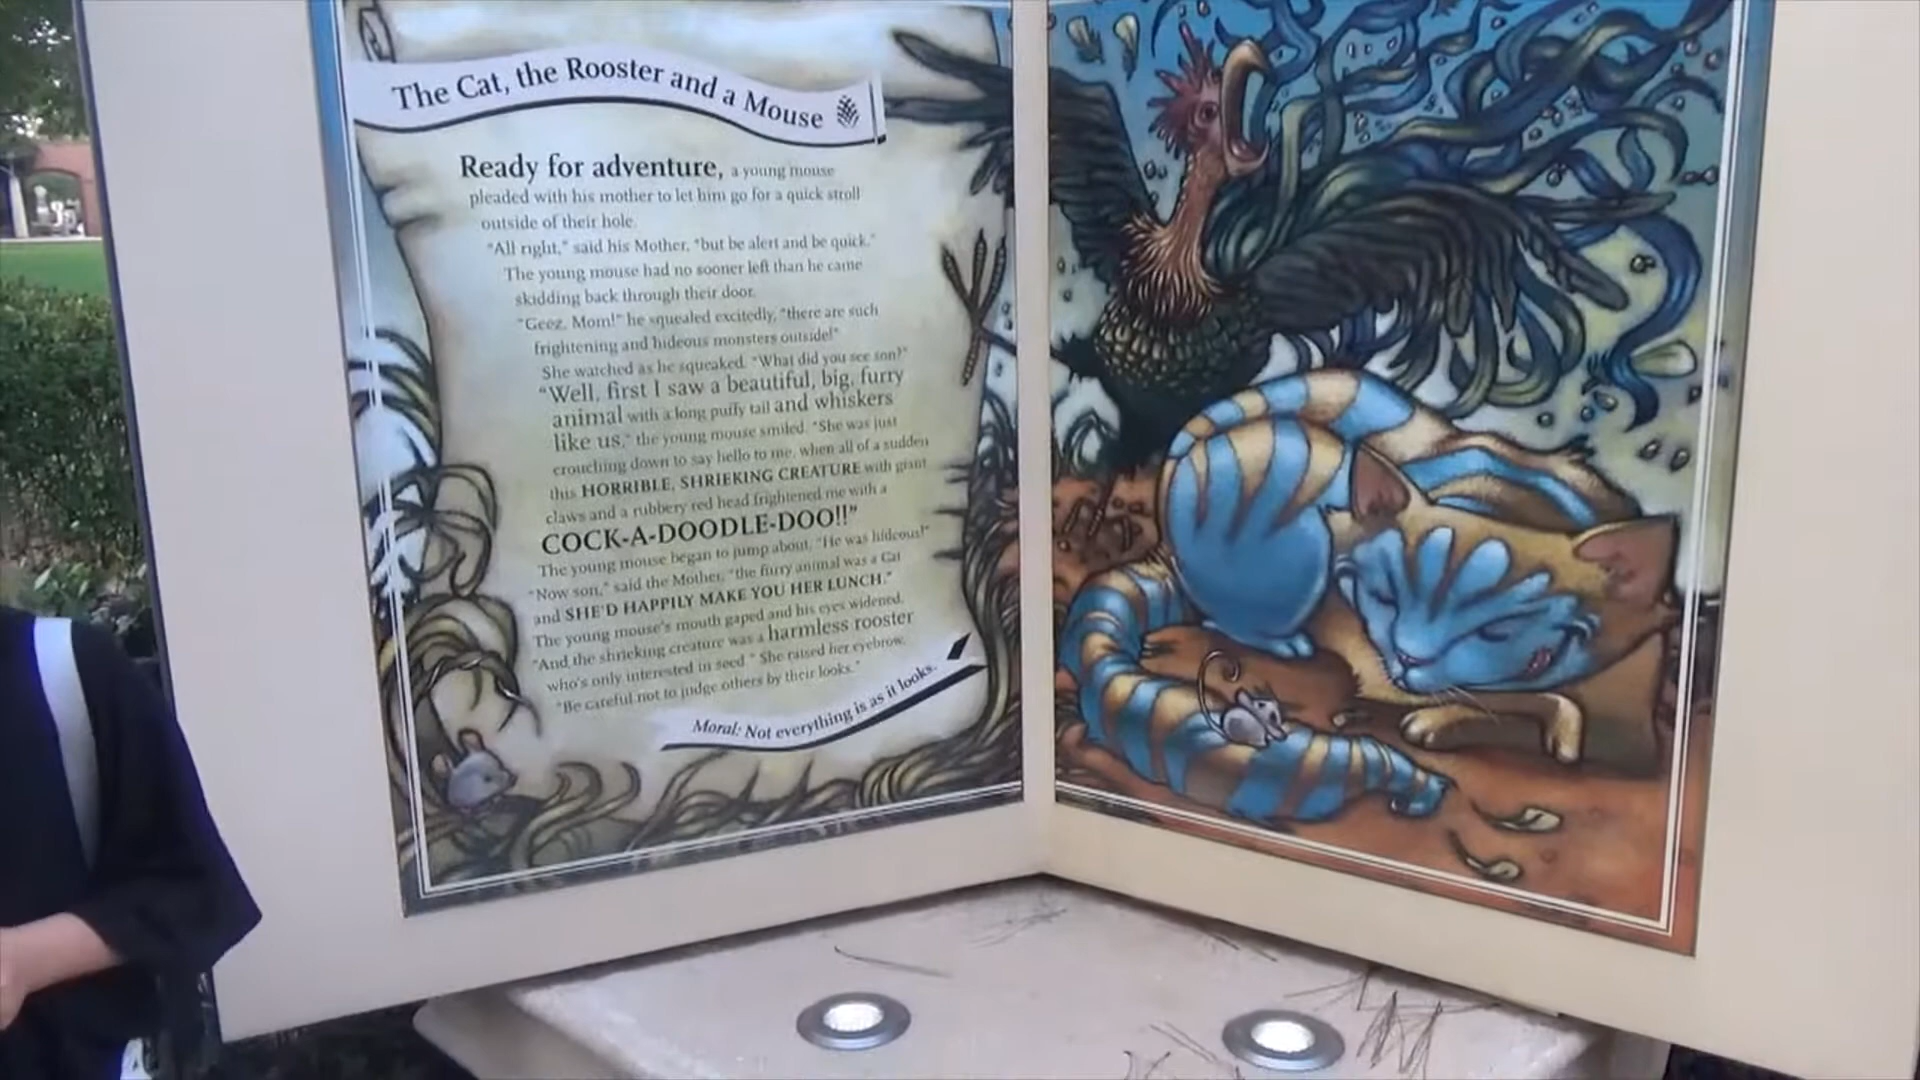 The Cat, the Rooster and a Mouse
Ready for adventure, a young mouse
pleaded with his mother to let him go for a quick stroll
outside of their hole.
"All right," said his Mother, "but be alert and be quick."
The young mouse had no sooner left than he came
skidding back through their door.
"Geez, Mom!" he squealed excitedly, "there are such
frightening and hideous monsters outside!"
She watched as he squeaked. "What did you see son?"
"Well, first I saw a beautiful, big, furry
animal with a long puffy tail and whiskers
like us," the young mouse smiled. "She was just
crouching down to say hello to me, when all of a sudden
this HORRIBLE, SHRIEKING CREATURE with giant
claws and a rubbery red head frightened me with a
COCK-A-DOODLE-DOO!!"
The young mouse began to jump about. "He was hideous!"
"Now son," said the Mother, "the furry animal was a Cat
and SHE'D HAPPILY MAKE YOU HER LUNCH."
The young mouse's mouth gaped and his eyes widened.
"And the shrieking creature was a harmless rooster
who's only interested in seed." She raised her eyebrow.
"Be careful not to judge others by their looks."
Moral: Not everything is as it looks.